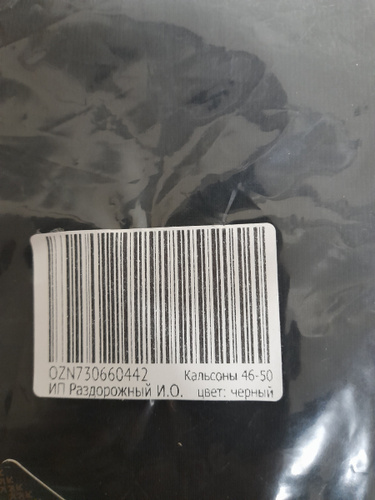 OZN730660442 Кальсоны 46-50
ИП Раздорожный И.О. цвет: черный